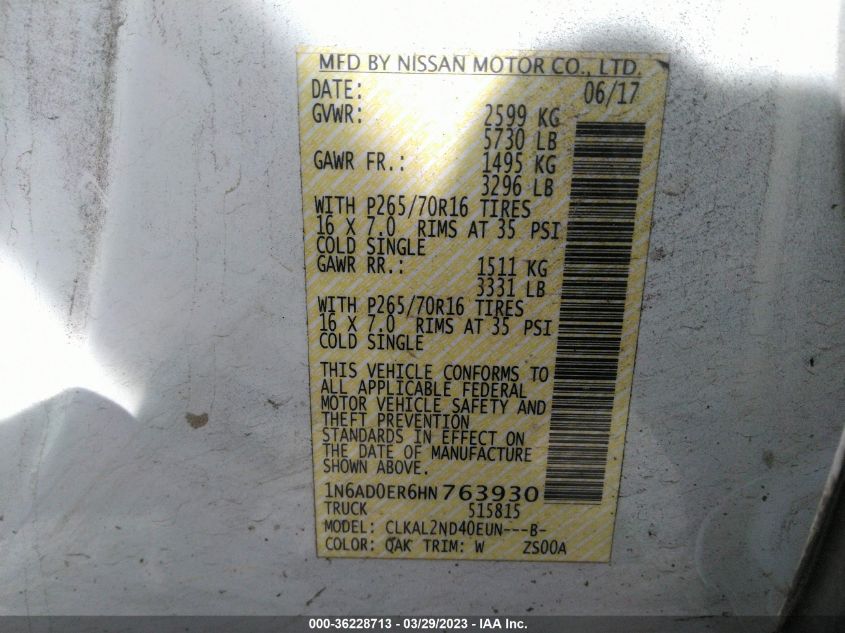 MFD BY NISSAN MOTOR CO., LTD.
DATE: 06/17
GVWR: 2599 KG
5730 LB
GAWR FR.: 1495 KG
3296 LB
WITH P265/70R16 TIRES
16 X 7.0 RIMS AT 35 PSI
COLD SINGLE
GAWR RR.: 1511 KG
3331 LB
WITH P265/70R16 TIRES
16 X 7.0 RIMS AT 35 PSI
COLD SINGLE
THIS VEHICLE CONFORMS TO
ALL APPLICABLE FEDERAL
MOTOR VEHICLE SAFETY AND
THEFT PREVENTION
STANDARDS IN EFFECT ON
THE DATE OF MANUFACTURE
SHOWN ABOVE.
1N6AD0ER6HN763930
TRUCK 515815
MODEL: CLKAL2ND40EUN---B-
COLOR: QAK TRIM: W ZS00A
000-36228713 - 03/29/2023 - IAA Inc.